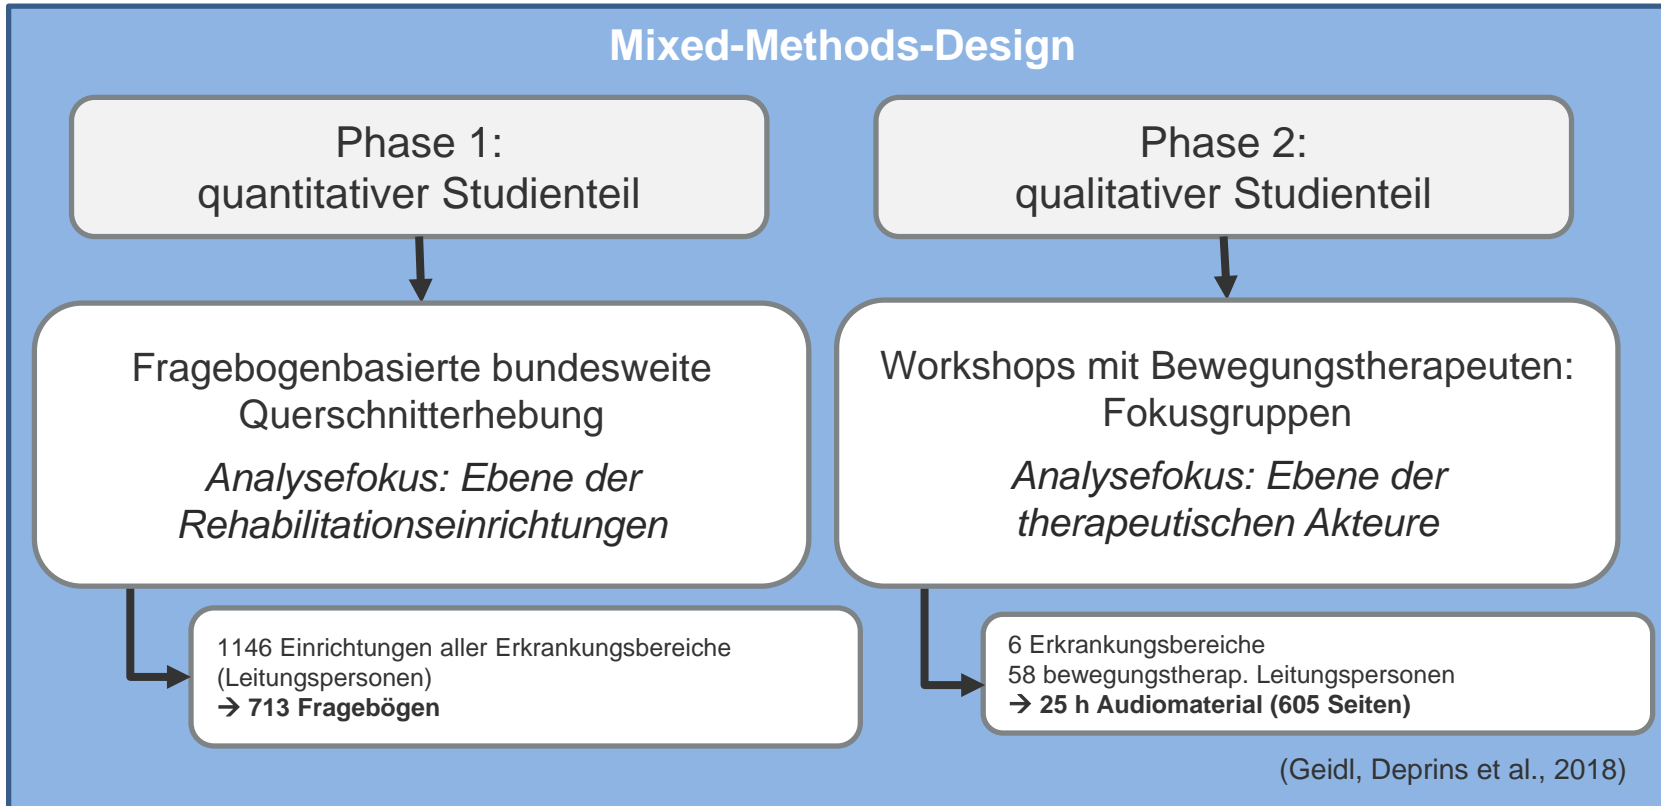 Mixed-Methods-Design
Phase 1:
quantitativer Studienteil
Fragebogenbasierte bundesweite
Querschnitterhebung
Analysefokus: Ebene der
Rehabilitationseinrichtungen
1146 Einrichtungen aller Erkrankungsbereiche
(Leitungspersonen)
→ 713 Fragebögen
Phase 2:
qualitativer Studienteil
Workshops mit Bewegungstherapeuten:
Fokusgruppen
Analysefokus: Ebene der
therapeutischen Akteure
6 Erkrankungsbereiche
58 bewegungstherap. Leitungspersonen
→ 25 h Audiomaterial (605 Seiten)
(Geidl, Deprins et al., 2018)